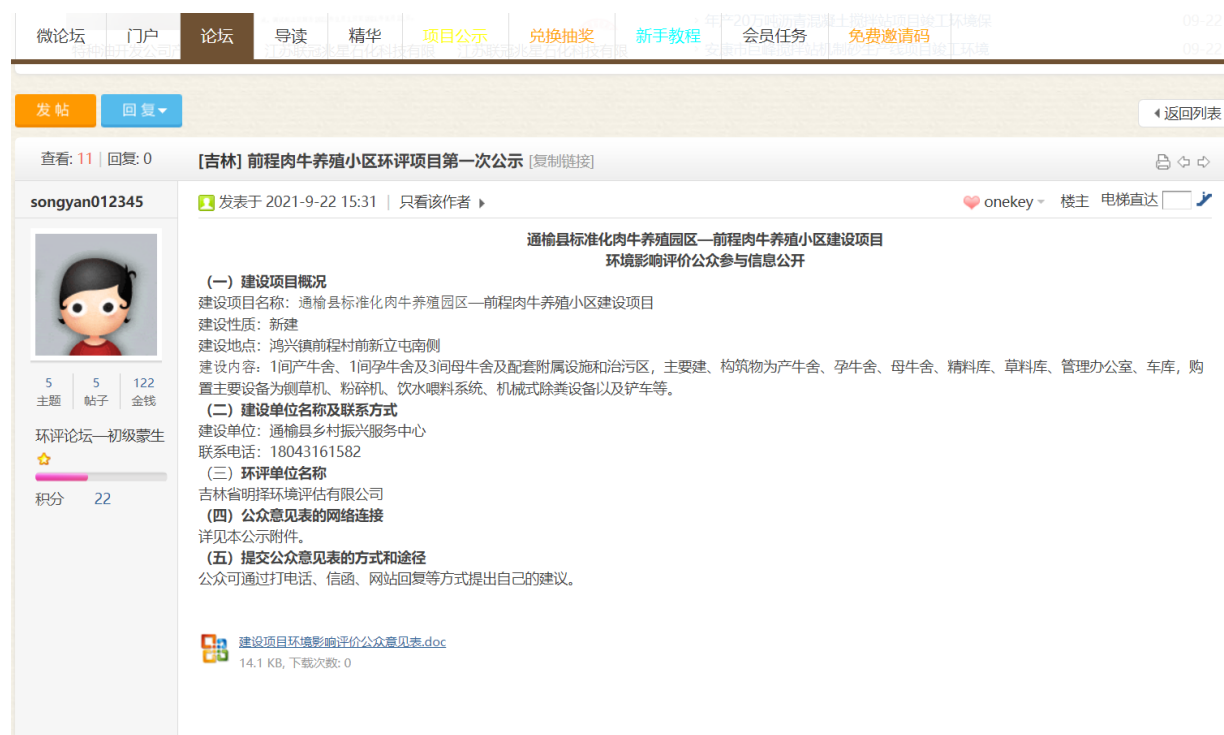 年产20万吨沥青混凝土搅拌站项目竣工环境保 09-22
微论坛 门户 论坛 导读 精华 项目公示 兑换抽奖 新手教程 会员任务 免费邀请码
09-22
发帖 回复 返回列表
查看: 11 | 回复: 0 [吉林] 前程肉牛养殖小区环评项目第一次公示 [复制链接]
songyan012345 发表于 2021-9-22 15:31 | 只看该作者 onekey 楼主 电梯直达
通榆县标准化肉牛养殖园区—前程肉牛养殖小区建设项目
环境影响评价公众参与信息公开
（一）建设项目概况
建设项目名称：通榆县标准化肉牛养殖园区—前程肉牛养殖小区建设项目
建设性质：新建
建设地点：鸿兴镇前程村前新立屯南侧
建设内容：1间产牛舍、1间孕牛舍及3间母牛舍及配套附属设施和治污区，主要建、构筑物为产牛舍、孕牛舍、母牛舍、精料库、草料库、管理办公室、车库，购
置主要设备为铡草机、粉碎机、饮水喂料系统、机械式除粪设备以及铲车等。
（二）建设单位名称及联系方式
建设单位：通榆县乡村振兴服务中心
联系电话：18043161582
（三）环评单位名称
吉林省明择环境评估有限公司
（四）公众意见表的网络连接
详见本公示附件。
（五）提交公众意见表的方式和途径
公众可通过打电话、信函、网站回复等方式提出自己的建议。
5 5 122
主题 帖子 金钱
环评论坛—初级蒙生
积分 22
建设项目环境影响评价公众意见表.doc
14.1 KB, 下载次数: 0